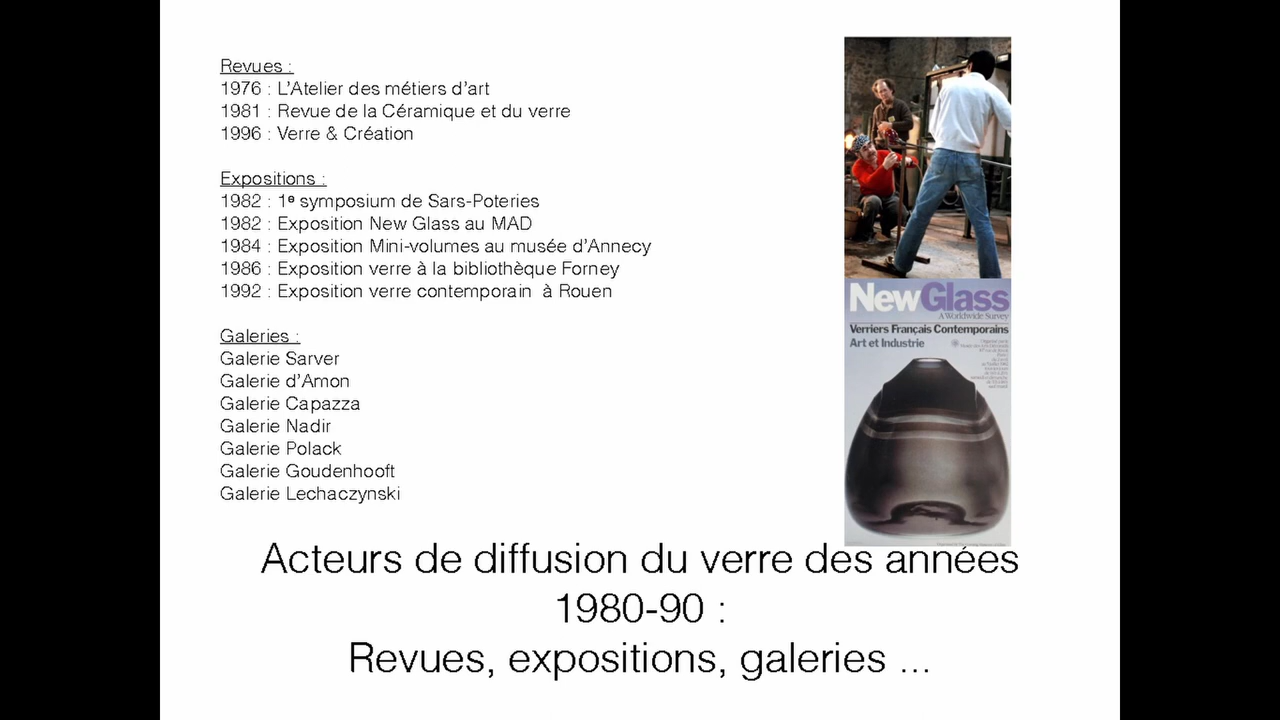 Revues :
1976 : L’Atelier des métiers d’art
1981 : Revue de la Céramique et du verre
1996 : Verre & Création
Expositions :
1982 : 1e symposium de Sars-Poteries
1982 : Exposition New Glass au MAD
1984 : Exposition Mini-volumes au musée d’Annecy
1986 : Exposition verre à la bibliothèque Forney
1992 : Exposition verre contemporain  à Rouen
Galeries :
Galerie Sarver
Galerie d’Amon
Galerie Capazza
Galerie Nadir
Galerie Polack
Galerie Goudenhooft
Galerie Lechaczynski
NewGlass
A Worldwide Survey
Verriers Français Contemporains
Art et Industrie
Acteurs de diffusion du verre des années
1980-90 :
Revues, expositions, galeries ...